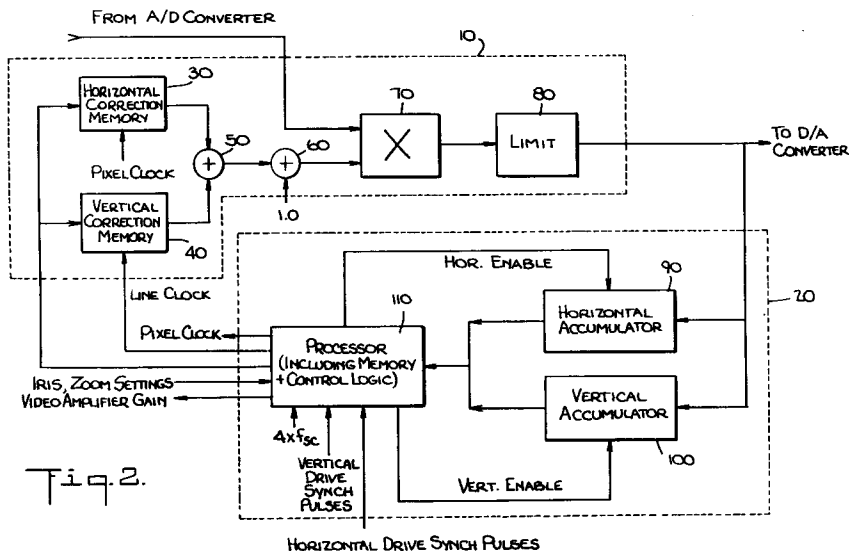 FROM A/D CONVERTER
10
30
HORIZONTAL
CORRECTION
MEMORY
PIXEL CLOCK
50
+
60
+
1.0
70
X
80
LIMIT
TO D/A
CONVERTER
VERTICAL
CORRECTION
MEMORY
40
LINE CLOCK
HOR. ENABLE
90
HORIZONTAL
ACCUMULATOR
20
PIXEL CLOCK
110
PROCESSOR
(INCLUDING MEMORY
+ CONTROL LOGIC)
IRIS, ZOOM SETTINGS
VIDEO AMPLIFIER GAIN
VERTICAL
ACCUMULATOR
100
4xfsc
VERTICAL
DRIVE
SYNCH
PULSES
VERT. ENABLE
HORIZONTAL DRIVE SYNCH PULSES
Fig.2.